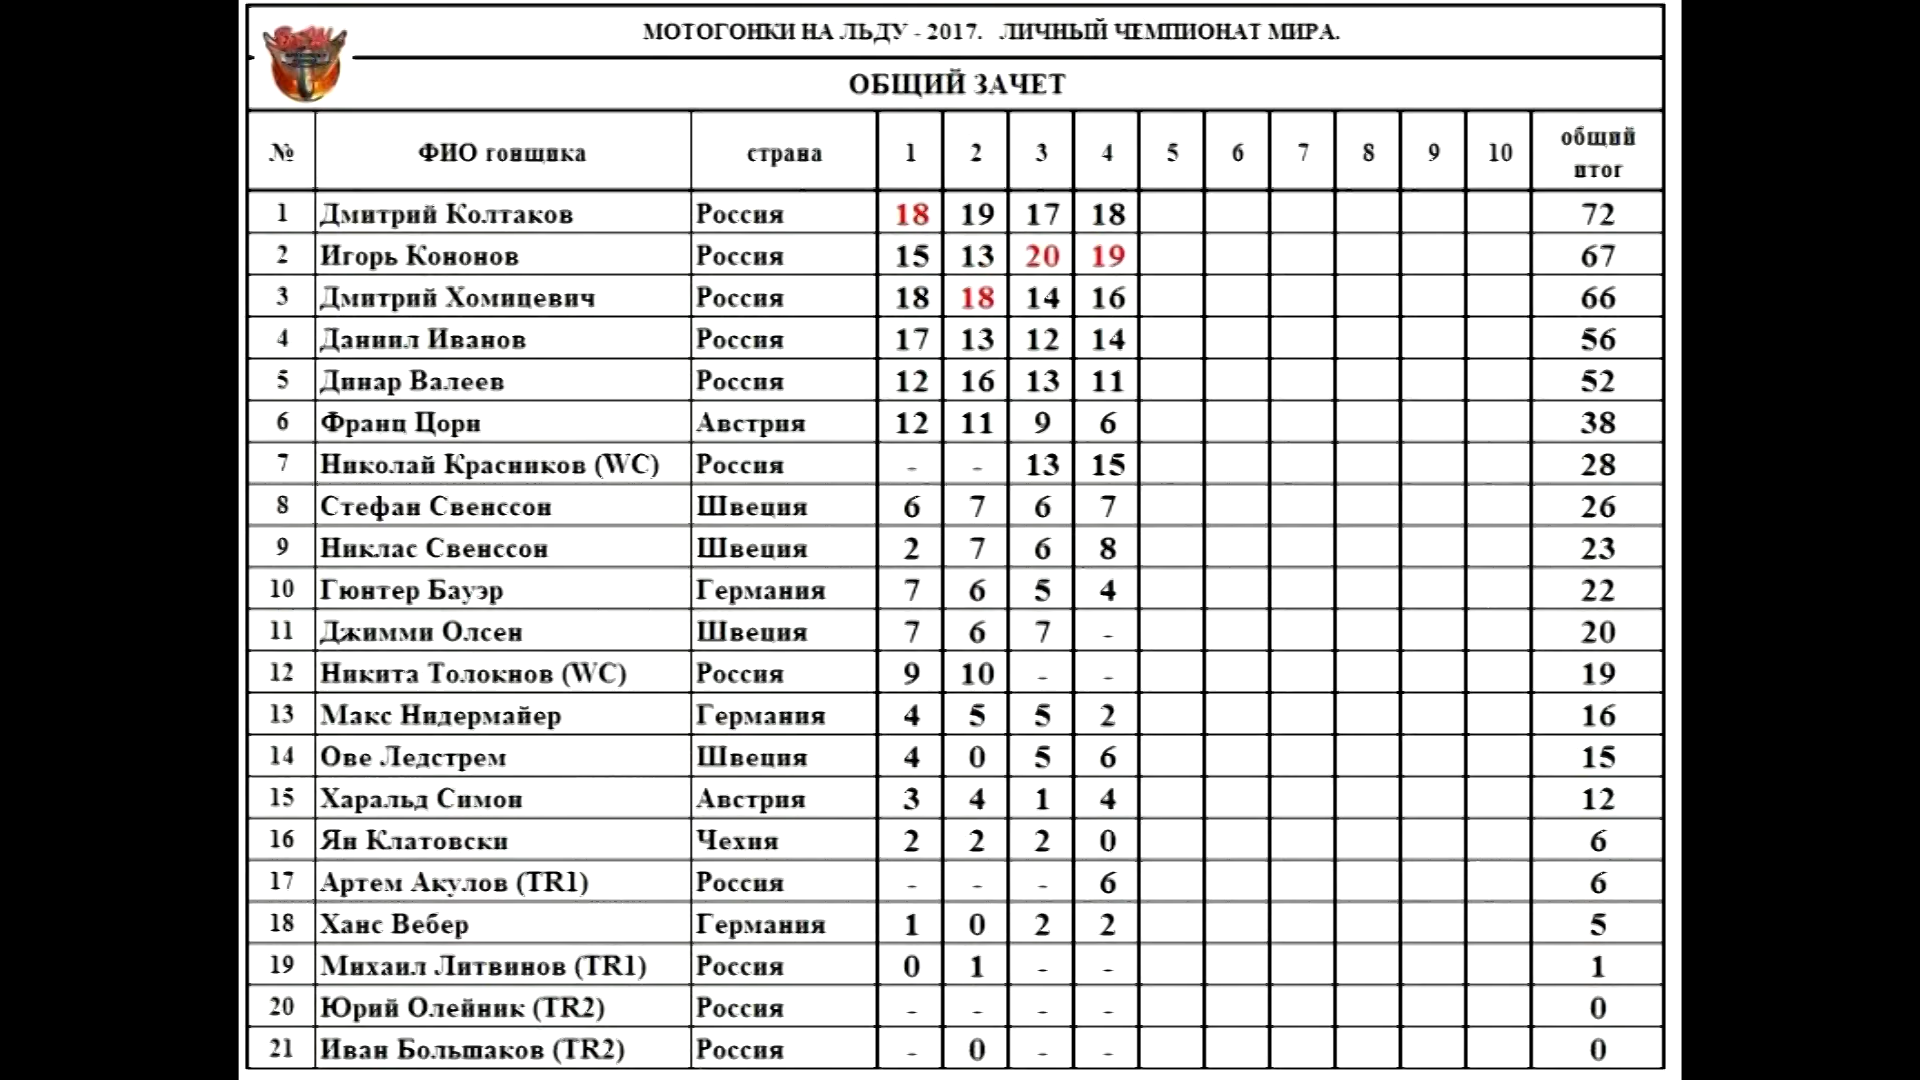 МОТОГОНКИ НА ЛЬДУ - 2017. ЛИЧНЫЙ ЧЕМПИОНАТ МИРА.
ОБЩИЙ ЗАЧЕТ
№ ФИО гонщика страна 1 2 3 4 5 6 7 8 9 10 общий итог
1 Дмитрий Колтаков Россия 18 19 17 18 72
2 Игорь Кононов Россия 15 13 20 19 67
3 Дмитрий Хомицевич Россия 18 18 14 16 66
4 Даниил Иванов Россия 17 13 12 14 56
5 Динар Валеев Россия 12 16 13 11 52
6 Франц Цорн Австрия 12 11 9 6 38
7 Николай Красников (WC) Россия - - 13 15 28
8 Стефан Свенссон Швеция 6 7 6 7 26
9 Никлас Свенссон Швеция 2 7 6 8 23
10 Гюнтер Бауэр Германия 7 6 5 4 22
11 Джимми Олсен Швеция 7 6 7 - 20
12 Никита Толокнов (WC) Россия 9 10 - - 19
13 Макс Нидермайер Германия 4 5 5 2 16
14 Ове Ледстрем Швеция 4 0 5 6 15
15 Харальд Симон Австрия 3 4 1 4 12
16 Ян Клатовски Чехия 2 2 2 0 6
17 Артем Акулов (TR1) Россия - - - 6 6
18 Ханс Вебер Германия 1 0 2 2 5
19 Михаил Литвинов (TR1) Россия 0 1 - - 1
20 Юрий Олейник (TR2) Россия - - - - 0
21 Иван Большаков (TR2) Россия - 0 - - 0